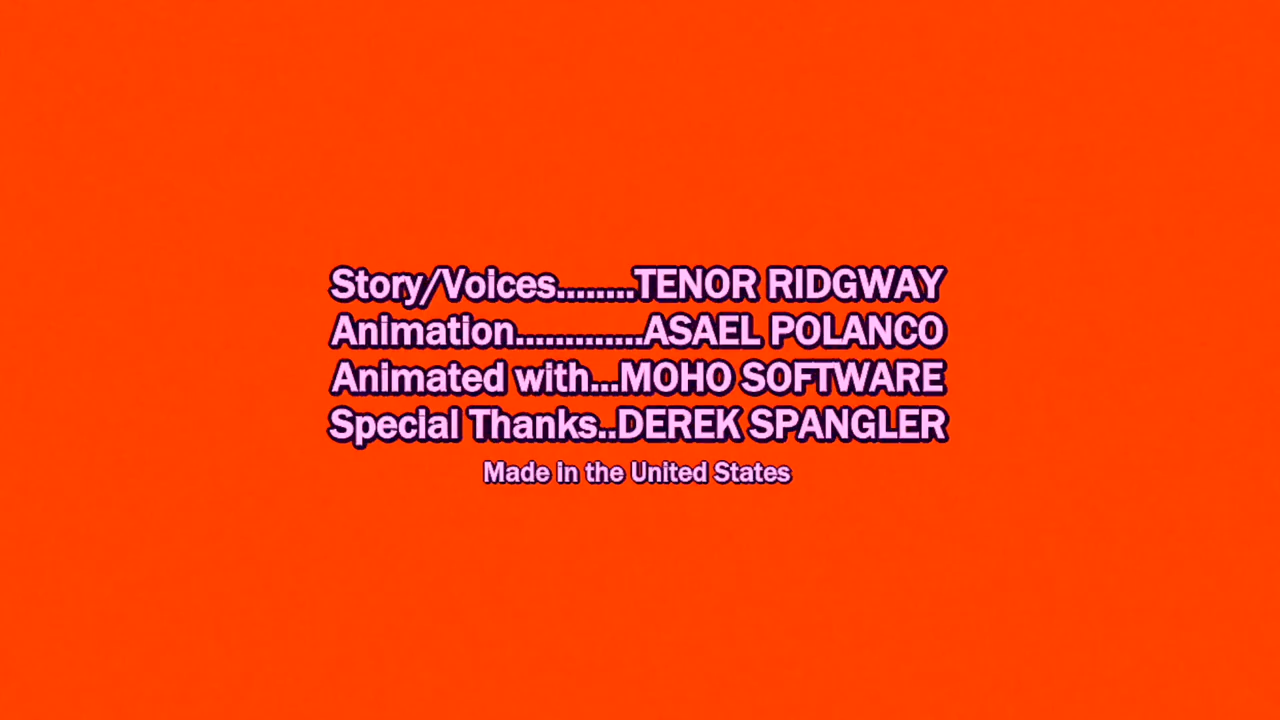 Story/Voices........TENOR RIDGWAY
Animation.............ASAEL POLANCO
Animated with...MOHO SOFTWARE
Special Thanks..DEREK SPANGLER
Made in the United States